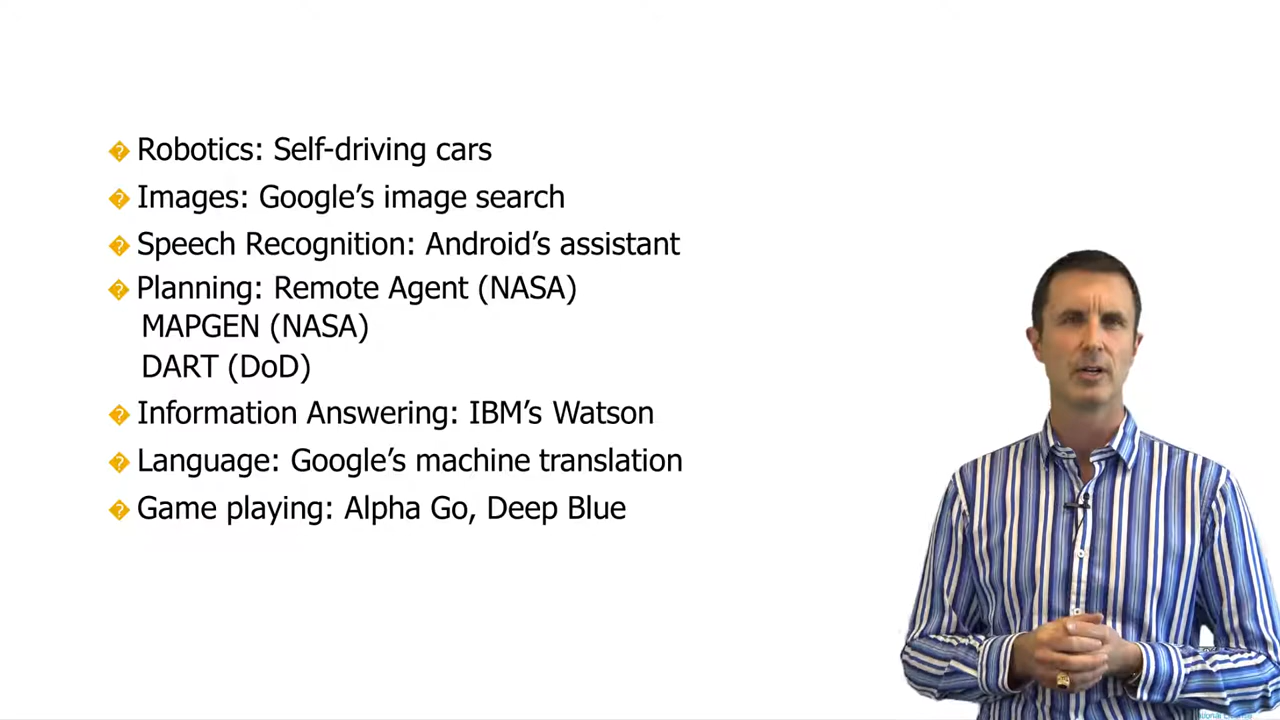 Robotics: Self-driving cars
Images: Google’s image search
Speech Recognition: Android’s assistant
Planning: Remote Agent (NASA)
MAPGEN (NASA)
DART (DoD)
Information Answering: IBM’s Watson
Language: Google’s machine translation
Game playing: Alpha Go, Deep Blue